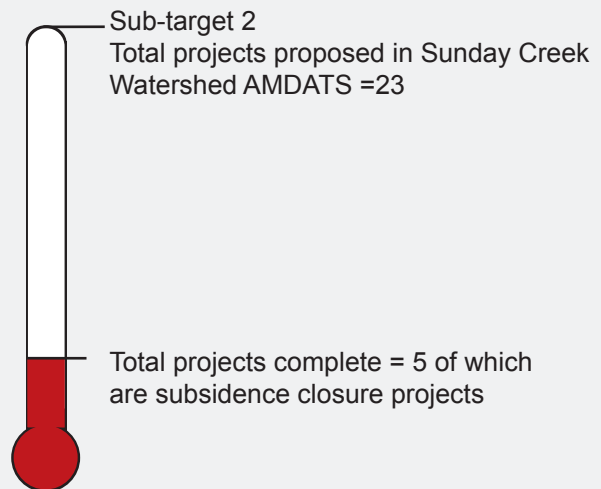 Sub-target 2
Total projects proposed in Sunday Creek
Watershed AMDATS =23
Total projects complete = 5 of which
are subsidence closure projects